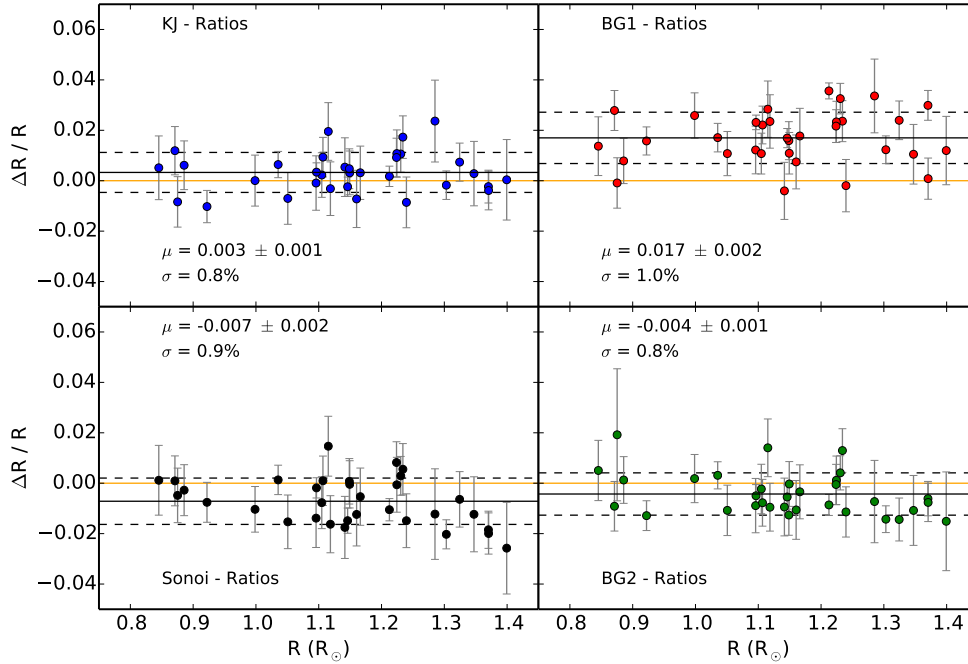 KJ - Ratios
BG1 - Ratios
0.06
0.04
0.02
0.00
−0.02
−0.04
ΔR / R
μ = 0.003 ± 0.001
σ = 0.8%
μ = 0.017 ± 0.002
σ = 1.0%
μ = -0.007 ± 0.002
σ = 0.9%
μ = -0.004 ± 0.001
σ = 0.8%
0.06
0.04
0.02
0.00
−0.02
−0.04
ΔR / R
Sonoi - Ratios
BG2 - Ratios
0.8 0.9 1.0 1.1 1.2 1.3 1.4
0.8 0.9 1.0 1.1 1.2 1.3 1.4
R (R☉)
R (R☉)